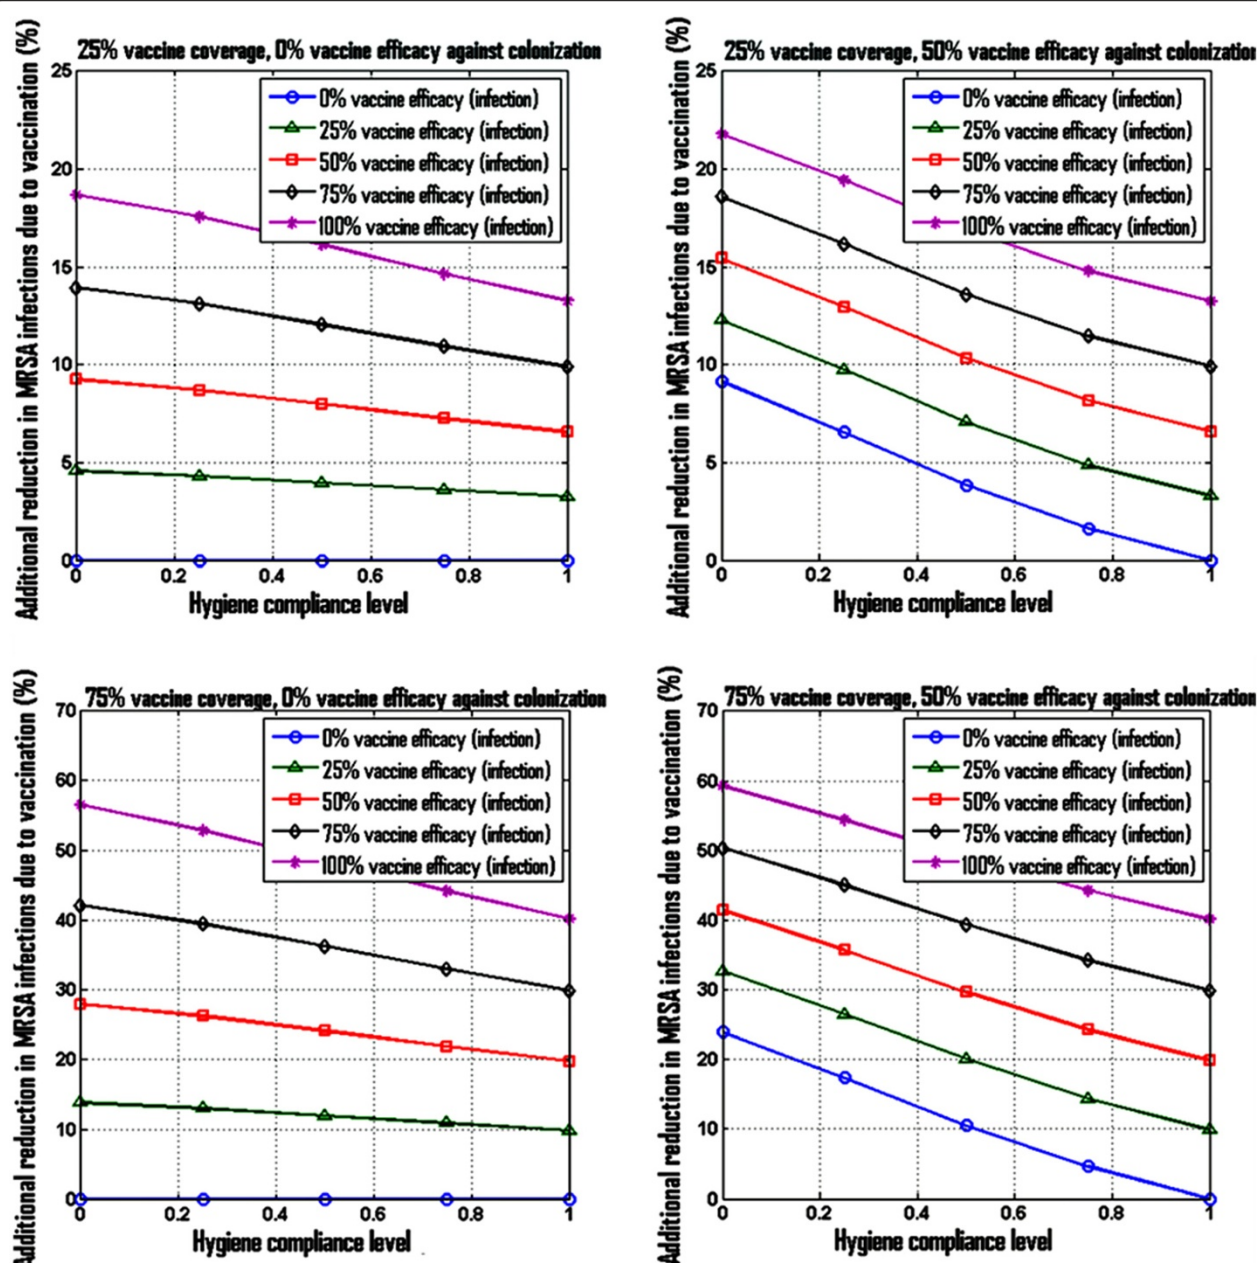 25% vaccine coverage, 0% vaccine efficacy against colonization
Additional reduction in MRSA infections due to vaccination (%)
25
20
15
10
5
0
0% vaccine efficacy (infection)
25% vaccine efficacy (infection)
50% vaccine efficacy (infection)
75% vaccine efficacy (infection)
100% vaccine efficacy (infection)
0 0.2 0.4 0.6 0.8 1
Hygiene compliance level
25% vaccine coverage, 50% vaccine efficacy against colonization
Additional reduction in MRSA infections due to vaccination (%)
25
20
15
10
5
0
0% vaccine efficacy (infection)
25% vaccine efficacy (infection)
50% vaccine efficacy (infection)
75% vaccine efficacy (infection)
100% vaccine efficacy (infection)
0 0.2 0.4 0.6 0.8 1
Hygiene compliance level
75% vaccine coverage, 0% vaccine efficacy against colonization
Additional reduction in MRSA infections due to vaccination (%)
70
60
50
40
30
20
10
0
0% vaccine efficacy (infection)
25% vaccine efficacy (infection)
50% vaccine efficacy (infection)
75% vaccine efficacy (infection)
100% vaccine efficacy (infection)
0 0.2 0.4 0.6 0.8 1
Hygiene compliance level
75% vaccine coverage, 50% vaccine efficacy against colonization
Additional reduction in MRSA infections due to vaccination (%)
70
60
50
40
30
20
10
0
0% vaccine efficacy (infection)
25% vaccine efficacy (infection)
50% vaccine efficacy (infection)
75% vaccine efficacy (infection)
100% vaccine efficacy (infection)
0 0.2 0.4 0.6 0.8 1
Hygiene compliance level